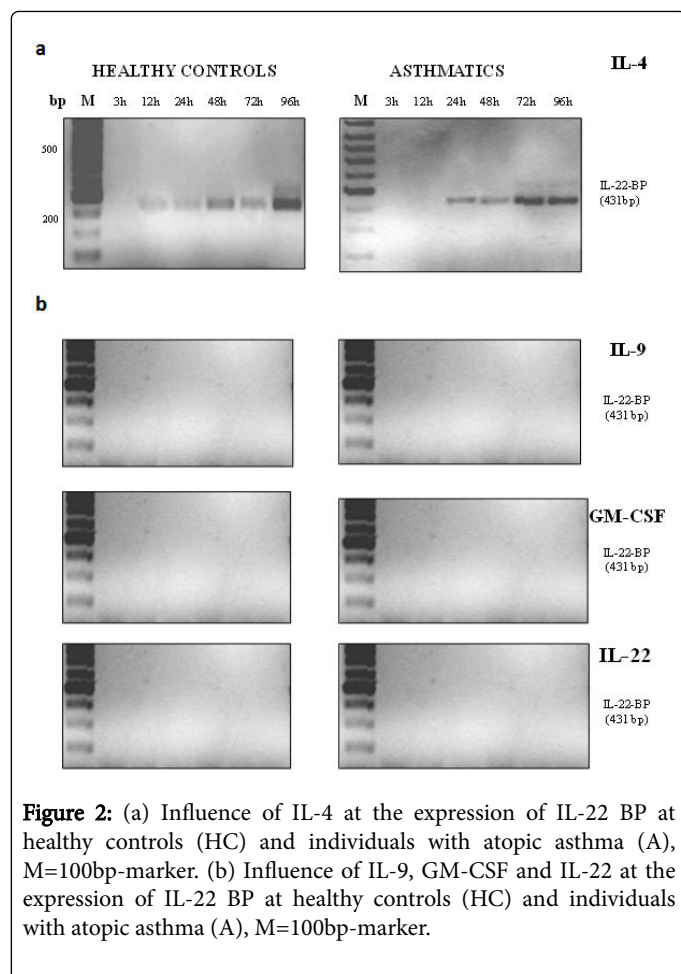 a
HEALTHY CONTROLS ASTHMATICS IL-4
bp M 3h 12h 24h 48h 72h 96h M 3h 12h 24h 48h 72h 96h
500
IL-22-BP
(431bp)
200
b
IL-9
IL-22-BP
(431bp)
GM-CSF
IL-22-BP
(431bp)
IL-22
IL-22-BP
(431bp)
Figure 2: (a) Influence of IL-4 at the expression of IL-22 BP at
healthy controls (HC) and individuals with atopic asthma (A),
M=100bp-marker. (b) Influence of IL-9, GM-CSF and IL-22 at the
expression of IL-22 BP at healthy controls (HC) and individuals
with atopic asthma (A), M=100bp-marker.